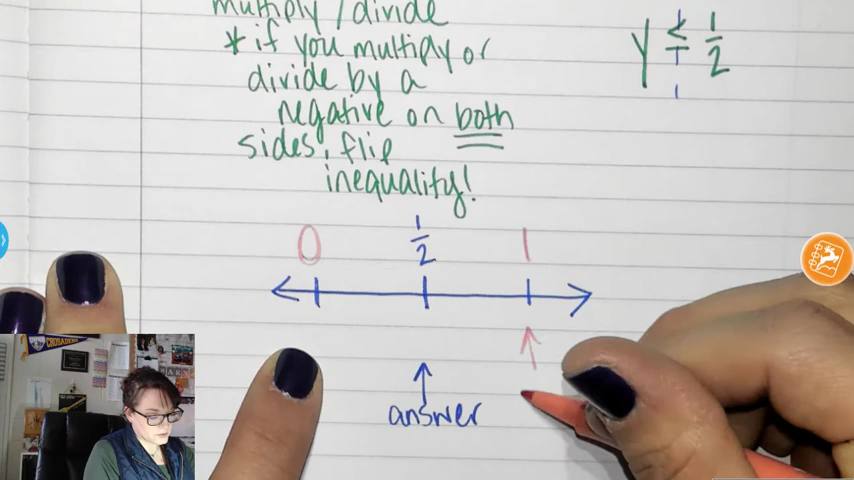 multiply/divide
* if you multiply or
divide by a
negative on both
sides, flip
inequality!
y ≤ 1/2
0 1/2 1
answer
CRUSADERS